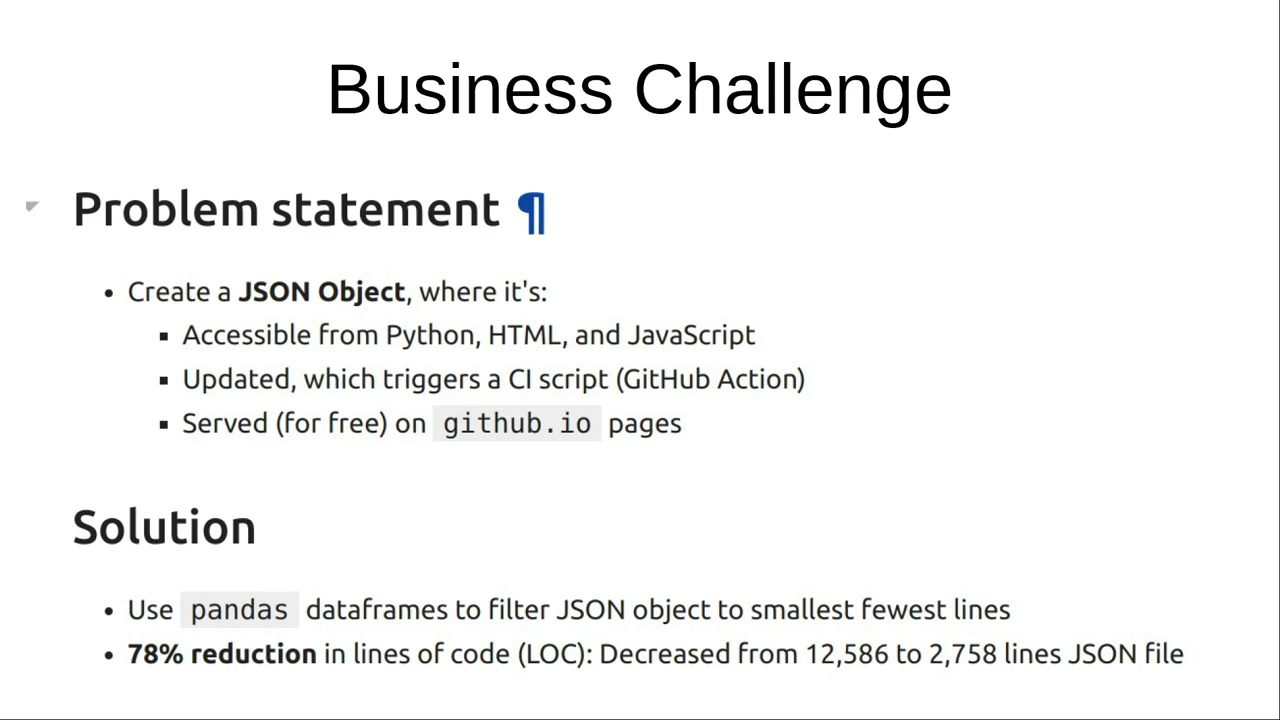 Business Challenge
Problem statement ¶
• Create a JSON Object, where it's:
▪ Accessible from Python, HTML, and JavaScript
▪ Updated, which triggers a CI script (GitHub Action)
▪ Served (for free) on github.io pages
Solution
• Use pandas dataframes to filter JSON object to smallest fewest lines
• 78% reduction in lines of code (LOC): Decreased from 12,586 to 2,758 lines JSON file